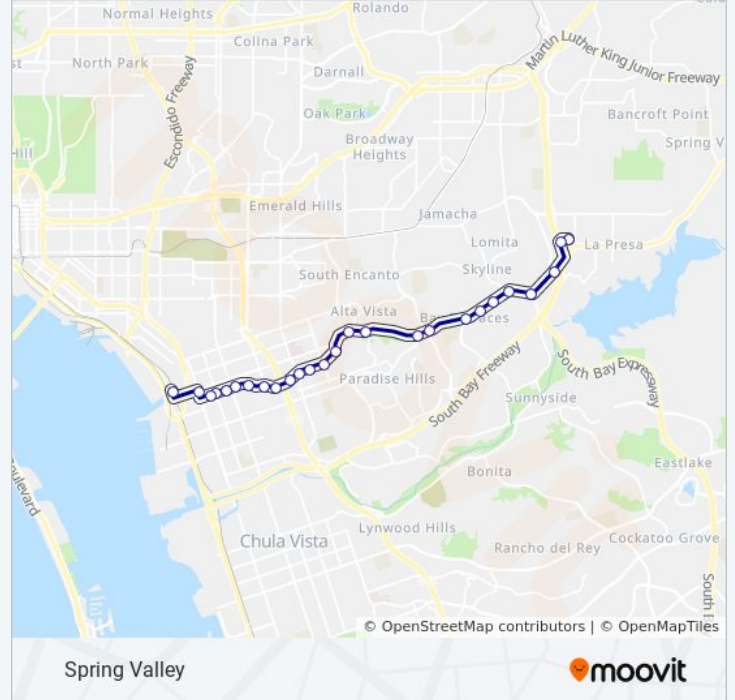 Normal Heights
Rolando
Colina Park
North Park
Darnall
Martin Luther King Junior Freeway
Escondido Freeway
Oak Park
Bancroft Point
Broadway
Heights
Spring V
Hill
Emerald Hills
Jamacha
Lomita
La Presa
Skyline
South Encanto
Alta Vista
South Bay Freeway
Paradise Hills
South Bay Expressway
Sunnyside
Bonita
Eastlake
oulevard
Lynwood Hills
Chula Vista
Rancho del Rey
Cockatoo Grove
© OpenStreetMap contributors | © OpenMapTiles
Spring Valley
moovit